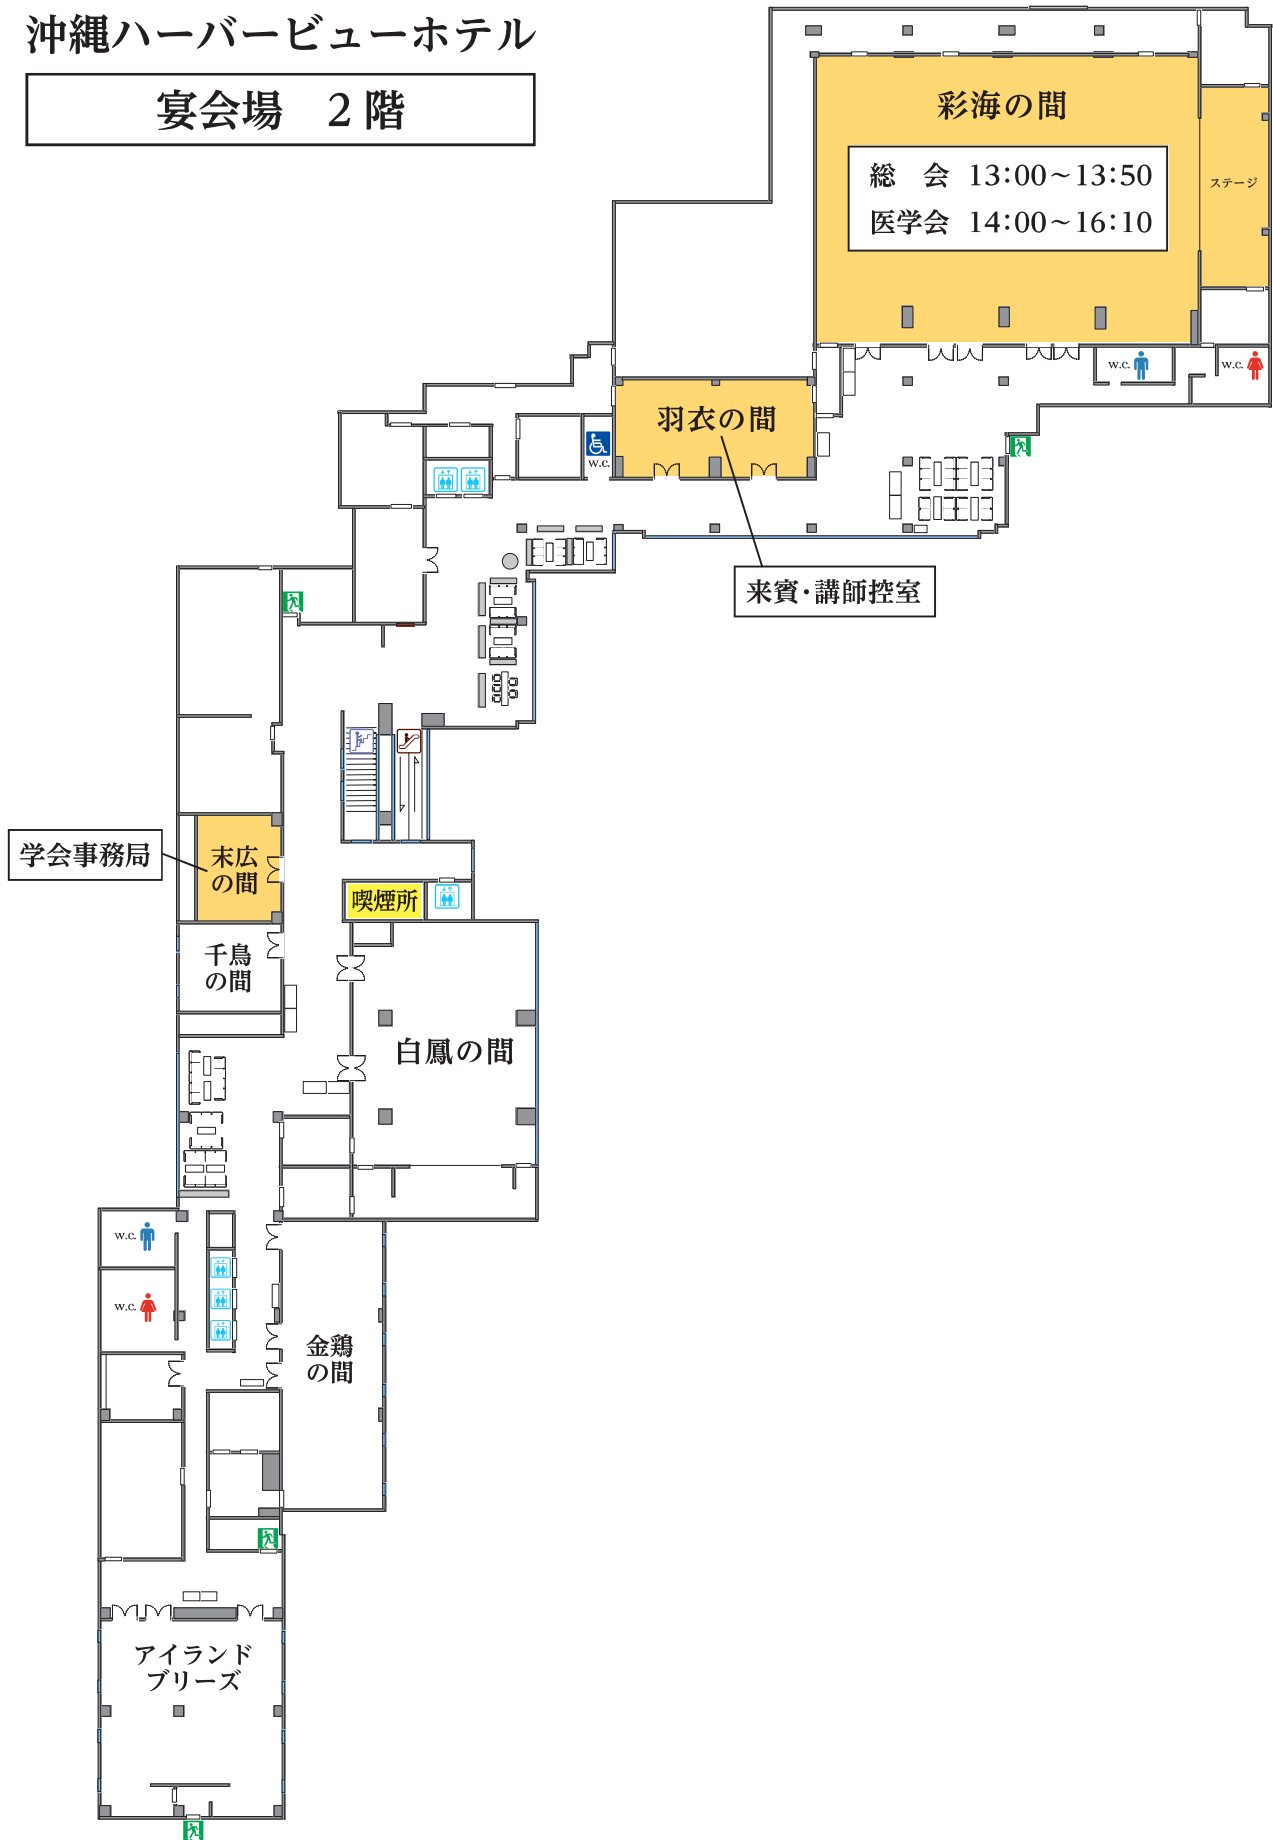 沖縄ハーバービューホテル
宴会場　2階
彩海の間
総　会　13:00～13:50
医学会　14:00～16:10
ステージ
w.c.
w.c.
羽衣の間
w.c.
来賓・講師控室
学会事務局
末広
の間
喫煙所
千鳥
の間
白鳳の間
w.c.
w.c.
金鶏
の間
アイランド
ブリーズ